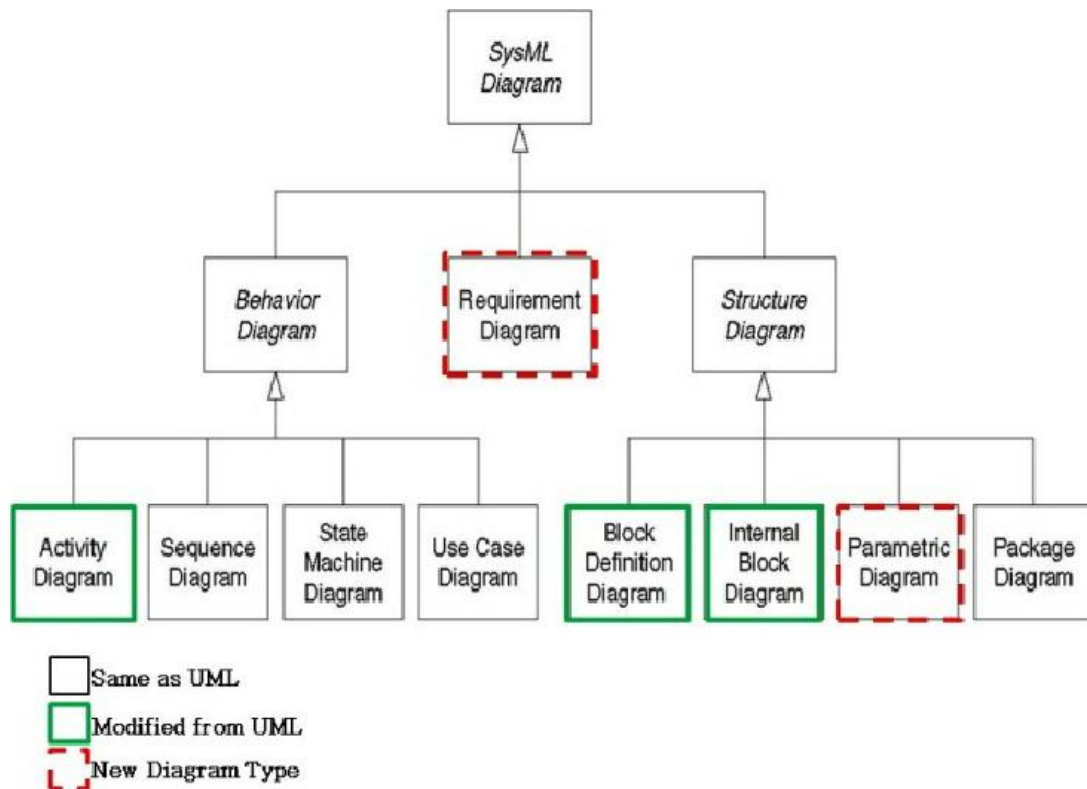 SysML
Diagram
Behavior
Diagram
Requirement
Diagram
Structure
Diagram
Activity
Diagram
Sequence
Diagram
State
Machine
Diagram
Use Case
Diagram
Block
Definition
Diagram
Internal
Block
Diagram
Parametric
Diagram
Package
Diagram
Same as UML
Modified from UML
New Diagram Type